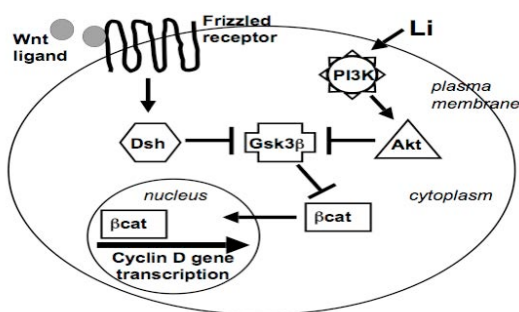 Wnt
ligand
Frizzled
receptor
Li
PI3K
plasma
membrane
Dsh
Gsk3β
Akt
nucleus
cytoplasm
βcat
βcat
Cyclin D gene
transcription